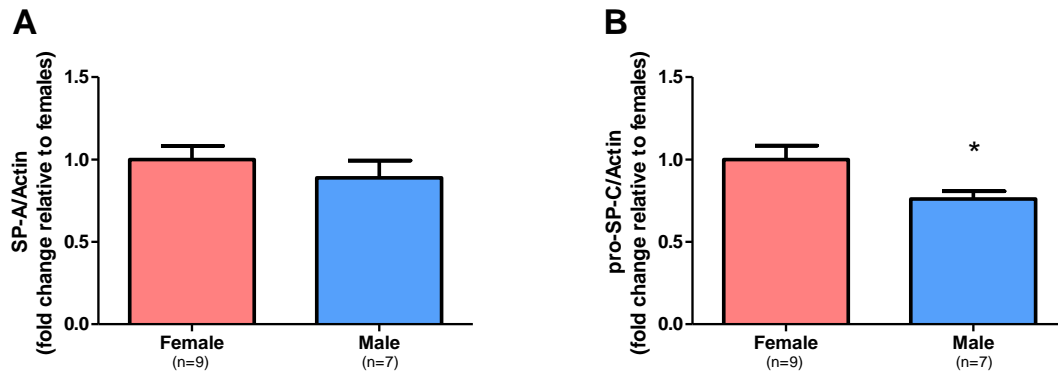 A
SP-A/Actin
(fold change relative to females)
1.5
1.0
0.5
0.0
Female
(n=9)
Male
(n=7)
B
pro-SP-C/Actin
(fold change relative to females)
1.5
1.0
0.5
0.0
*
Female
(n=9)
Male
(n=7)